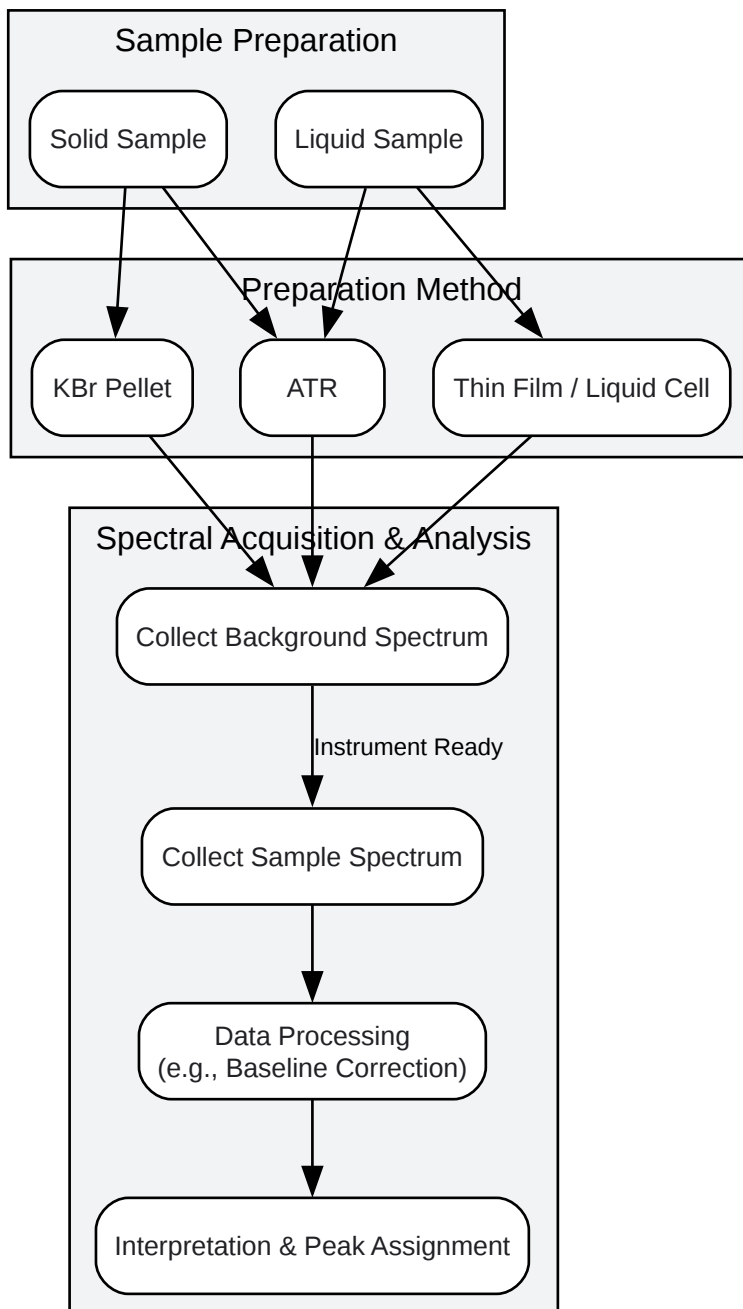 Sample Preparation
Solid Sample
Liquid Sample
Preparation Method
KBr Pellet
ATR
Thin Film / Liquid Cell
Spectral Acquisition & Analysis
Collect Background Spectrum
Instrument Ready
Collect Sample Spectrum
Data Processing
(e.g., Baseline Correction)
Interpretation & Peak Assignment